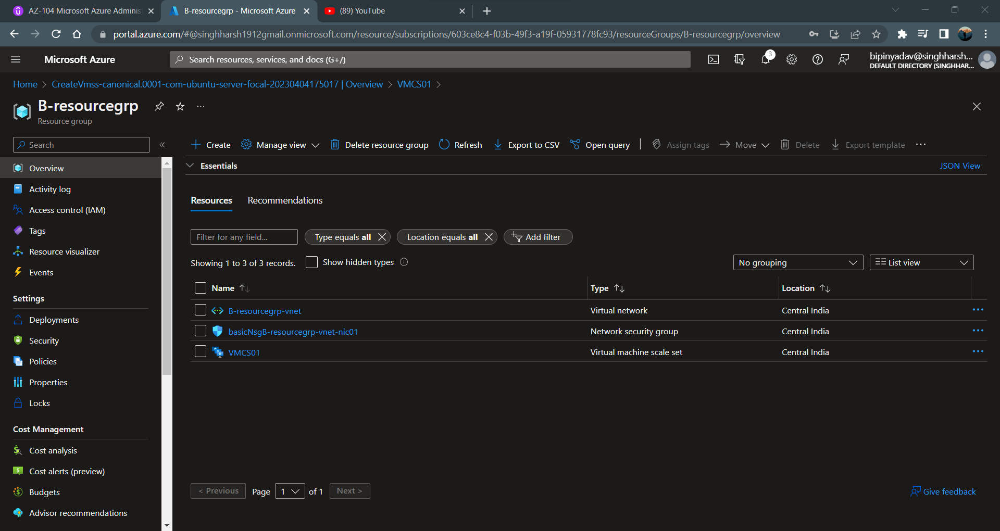 AZ-104 Microsoft Azure Adminis
B-resourcegrp - Microsoft Azure
(89) YouTube
portal.azure.com/#@singhharsh1912gmail.onmicrosoft.com/resource/subscriptions/603ce8c4-f03b-49f3-a19f-05931778fc93/resourceGroups/B-resourcegrp/overview
Microsoft Azure
Search resources, services, and docs (G+/)
3
bipinyadav@singhharsh...
DEFAULT DIRECTORY (SINGHHAR...
Home > CreateVmss-canonical.0001-com-ubuntu-server-focal-20230404175017 | Overview > VMCS01 >
B-resourcegrp
...
Resource group
Search
«
Create
Manage view
Delete resource group
Refresh
Export to CSV
Open query
Assign tags
Move
Delete
Export template
...
Essentials
JSON View
Overview
Activity log
Access control (IAM)
Tags
Resource visualizer
Events
Settings
Deployments
Security
Policies
Properties
Locks
Cost Management
Cost analysis
Cost alerts (preview)
Budgets
Advisor recommendations
Resources
Recommendations
Filter for any field...
Type equals all
Location equals all
Add filter
Showing 1 to 3 of 3 records.
Show hidden types
No grouping
List view
Name
Type
Location
B-resourcegrp-vnet
Virtual network
Central India
...
basicNsgB-resourcegrp-vnet-nic01
Network security group
Central India
...
VMCS01
Virtual machine scale set
Central India
...
< Previous
Page
1
of 1
Next >
Give feedback